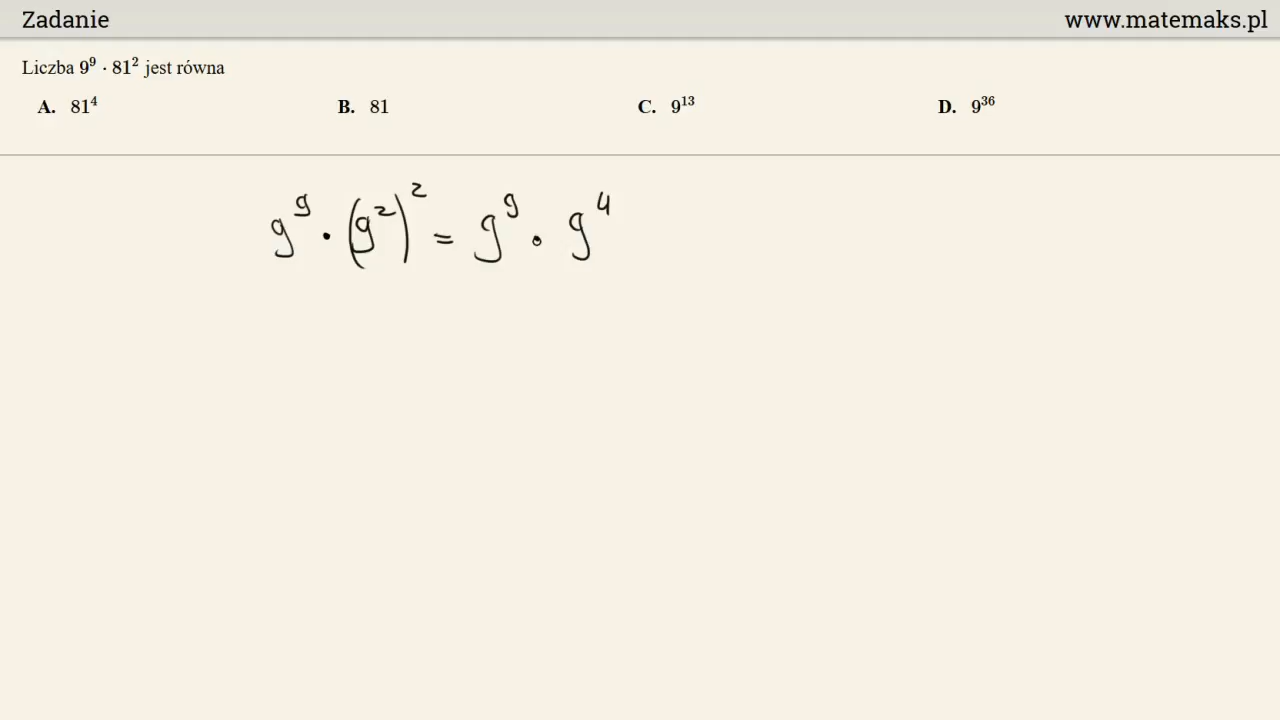 Zadanie www.matemaks.pl
Liczba 9⁹ · 81² jest równa
A. 81⁴ B. 81 C. 9¹³ D. 9³⁶
9⁹ · (9²)² = 9⁹ · 9⁴